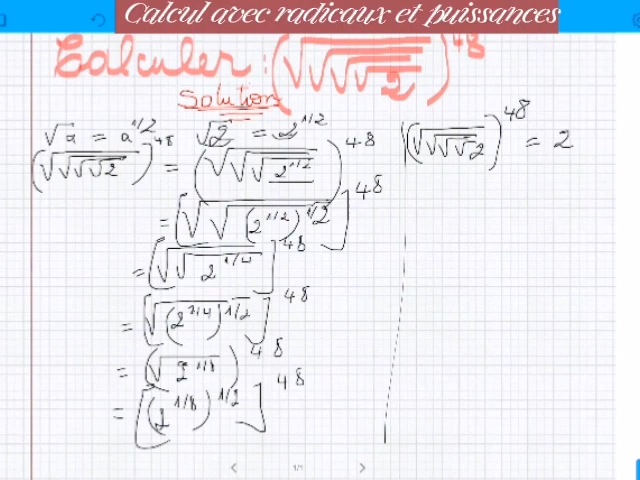 Calcul avec radicaux et puissances
Calculer : (√√√√2)^48
Solution
√a = a^1/2 √2 = 2^1/2
(√√√√2)^48 = (√√√2^1/2)^48
= [√√(2^1/2)^1/2]^48
= [√√2^1/4]^48
= [√(2^1/4)^1/2]^48
= (√2^1/8)^48
= [(2^1/8)^1/2]^48
(√√√√2)^48 = 2
1/1